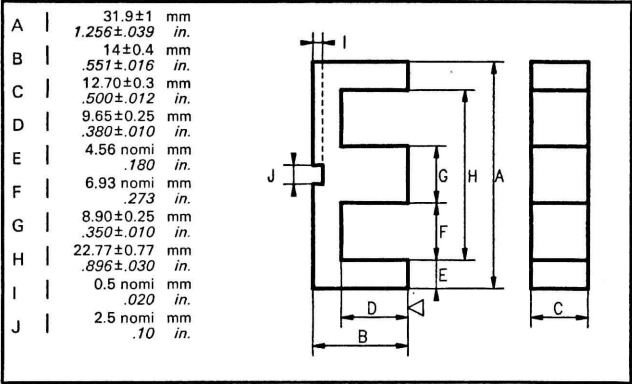 A | 31.9±1 mm
1.256±.039 in.
B | 14±0.4 mm
.551±.016 in.
C | 12.70±0.3 mm
.500±.012 in.
D | 9.65±0.25 mm
.380±.010 in.
E | 4.56 nomi mm
.180 in.
F | 6.93 nomi mm
.273 in.
G | 8.90±0.25 mm
.350±.010 in.
H | 22.77±0.77 mm
.896±.030 in.
I | 0.5 nomi mm
.020 in.
J | 2.5 nomi mm
.10 in.
I
J
G
H
A
F
E
D
C
B